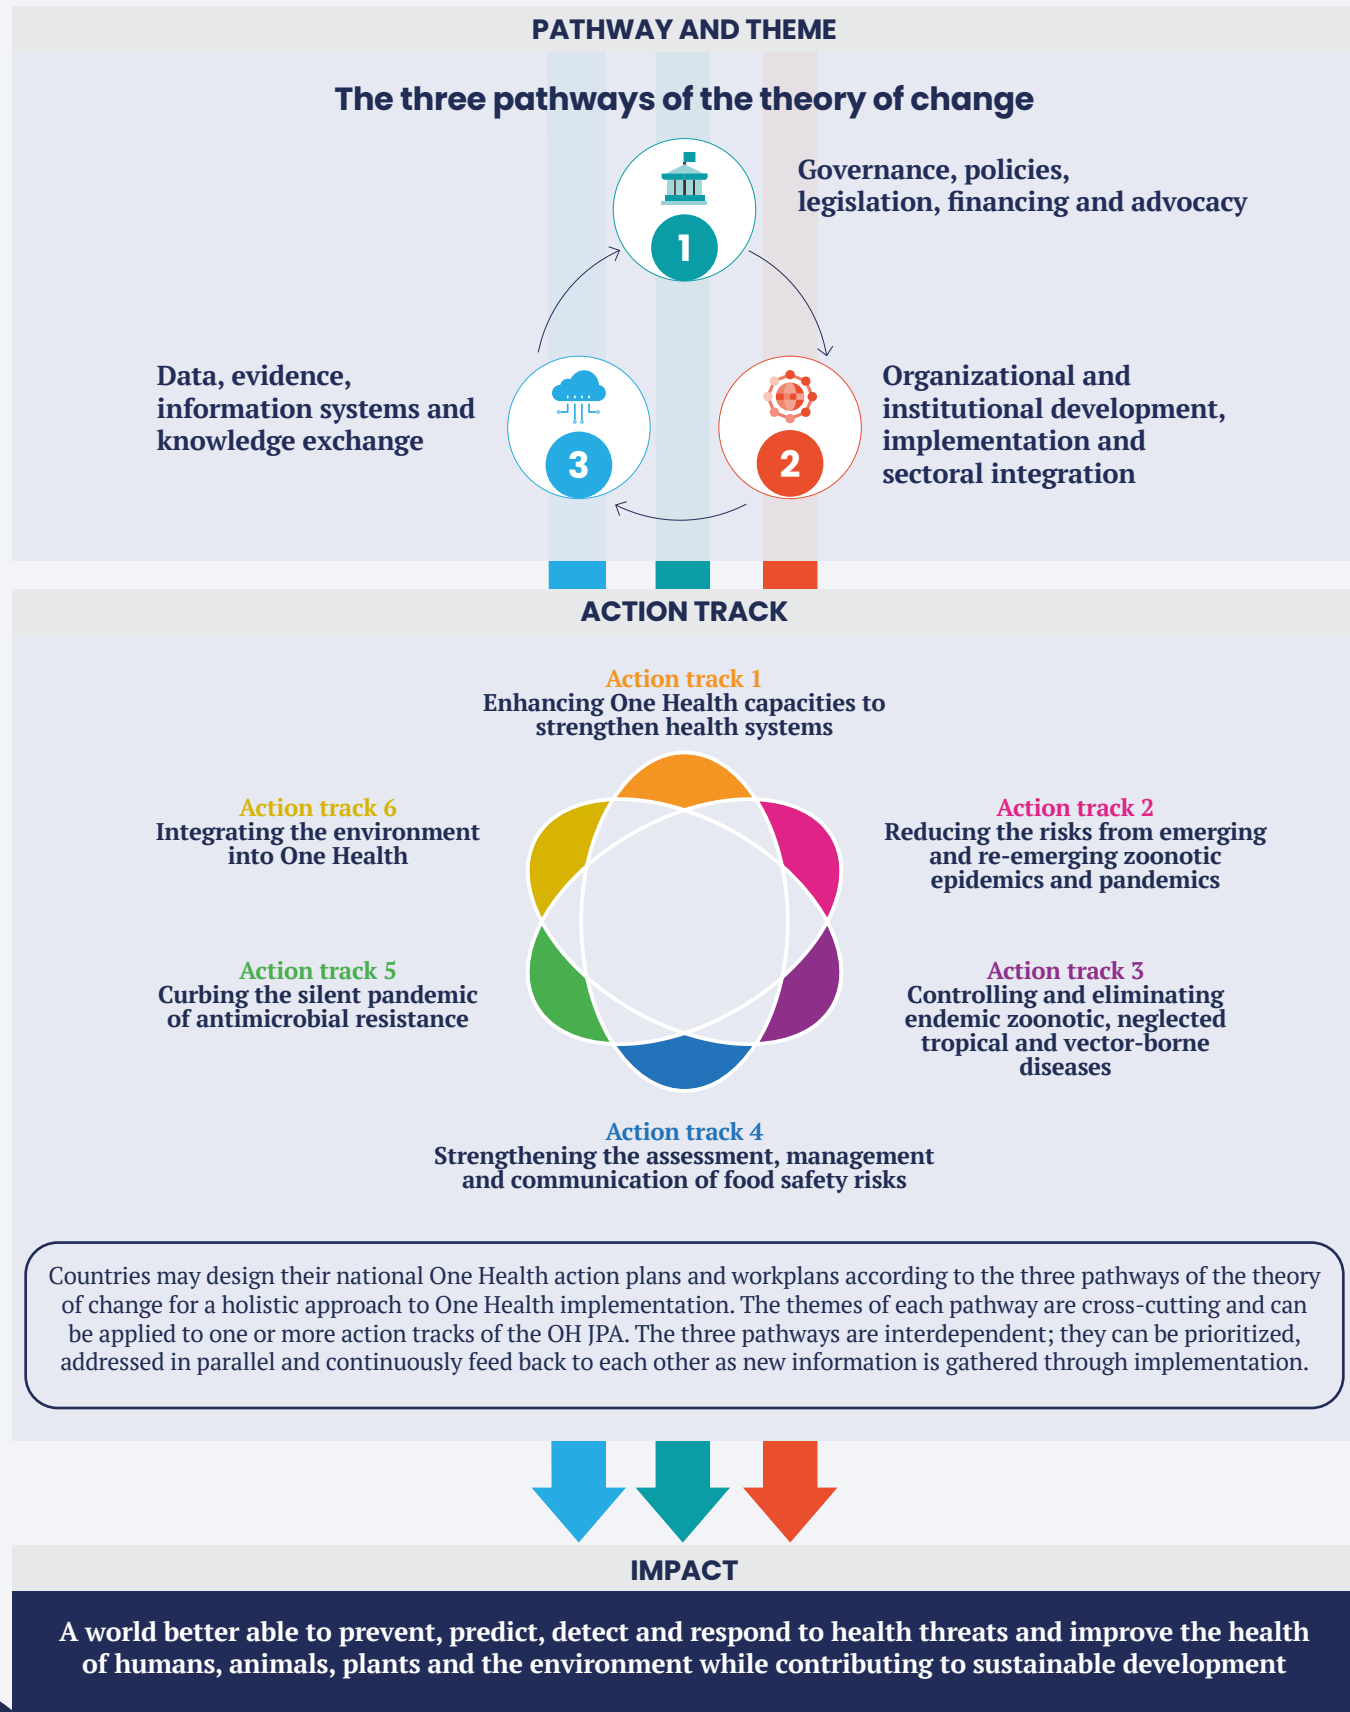 PATHWAY AND THEME
The three pathways of the theory of change
1
Governance, policies,
legislation, financing and advocacy
2
Organizational and
institutional development,
implementation and
sectoral integration
3
Data, evidence,
information systems and
knowledge exchange
ACTION TRACK
Action track 1
Enhancing One Health capacities to
strengthen health systems
Action track 2
Reducing the risks from emerging
and re-emerging zoonotic
epidemics and pandemics
Action track 3
Controlling and eliminating
endemic zoonotic, neglected
tropical and vector-borne
diseases
Action track 4
Strengthening the assessment, management
and communication of food safety risks
Action track 5
Curbing the silent pandemic
of antimicrobial resistance
Action track 6
Integrating the environment
into One Health
Countries may design their national One Health action plans and workplans according to the three pathways of the theory
of change for a holistic approach to One Health implementation. The themes of each pathway are cross-cutting and can
be applied to one or more action tracks of the OH JPA. The three pathways are interdependent; they can be prioritized,
addressed in parallel and continuously feed back to each other as new information is gathered through implementation.
IMPACT
A world better able to prevent, predict, detect and respond to health threats and improve the health
of humans, animals, plants and the environment while contributing to sustainable development